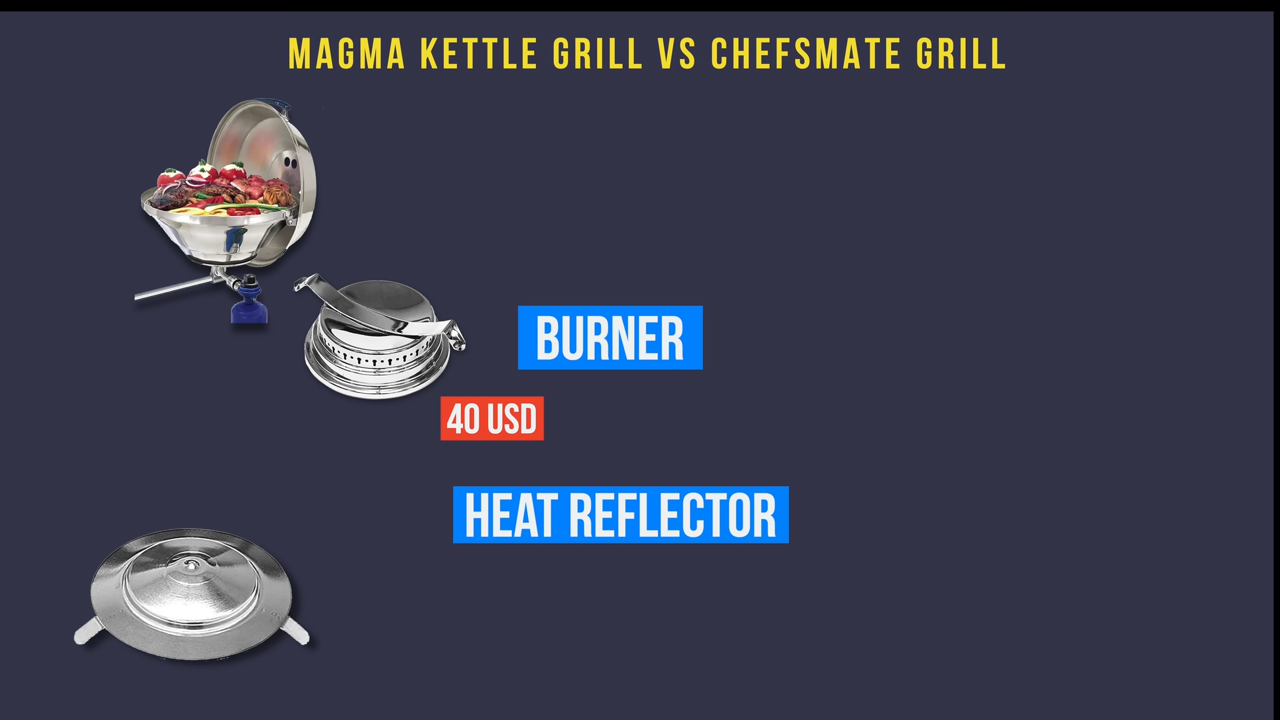 MAGMA KETTLE GRILL VS CHEFSMATE GRILL
BURNER
40 USD
HEAT REFLECTOR